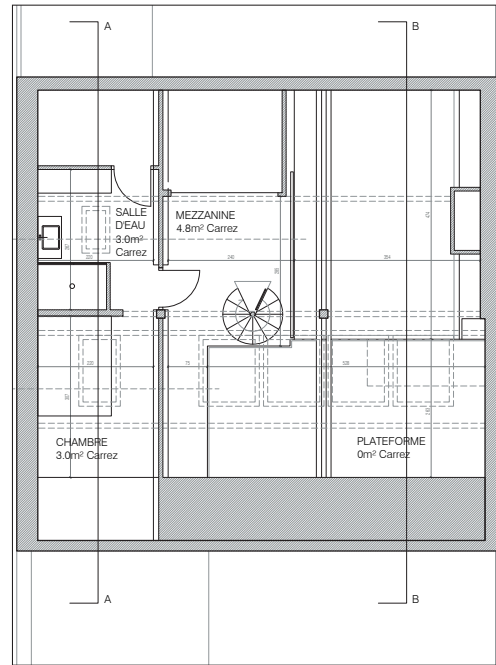 A
B
SALLE
D'EAU
3.0m² Carrez
MEZZANINE
4.8m² Carrez
CHAMBRE
3.0m² Carrez
PLATEFORME
0m² Carrez
A
B